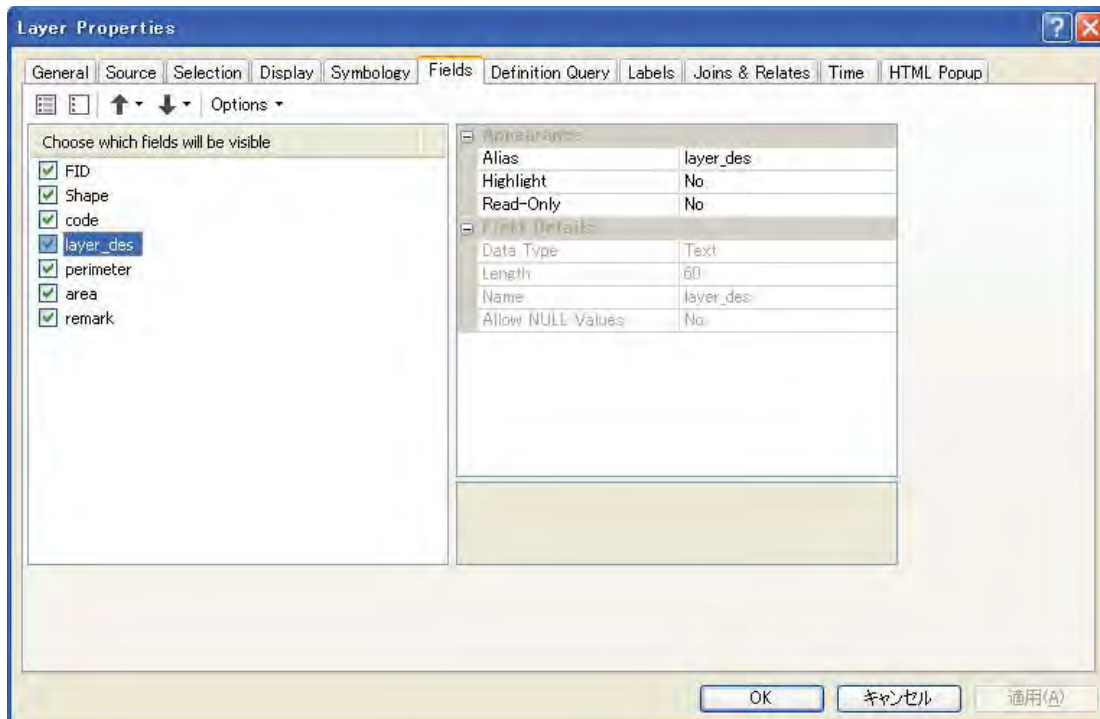 Layer Properties
General Source Selection Display Symbology Fields Definition Query Labels Joins & Relates Time HTML Popup
Options
Choose which fields will be visible
FID
Shape
code
layer_des
perimeter
area
remark
Appearance
Alias layer_des
Highlight No
Read-Only No
Field Details
Data Type Text
Length 60
Name layer_des
Allow NULL Values No
OK キャンセル 適用(A)